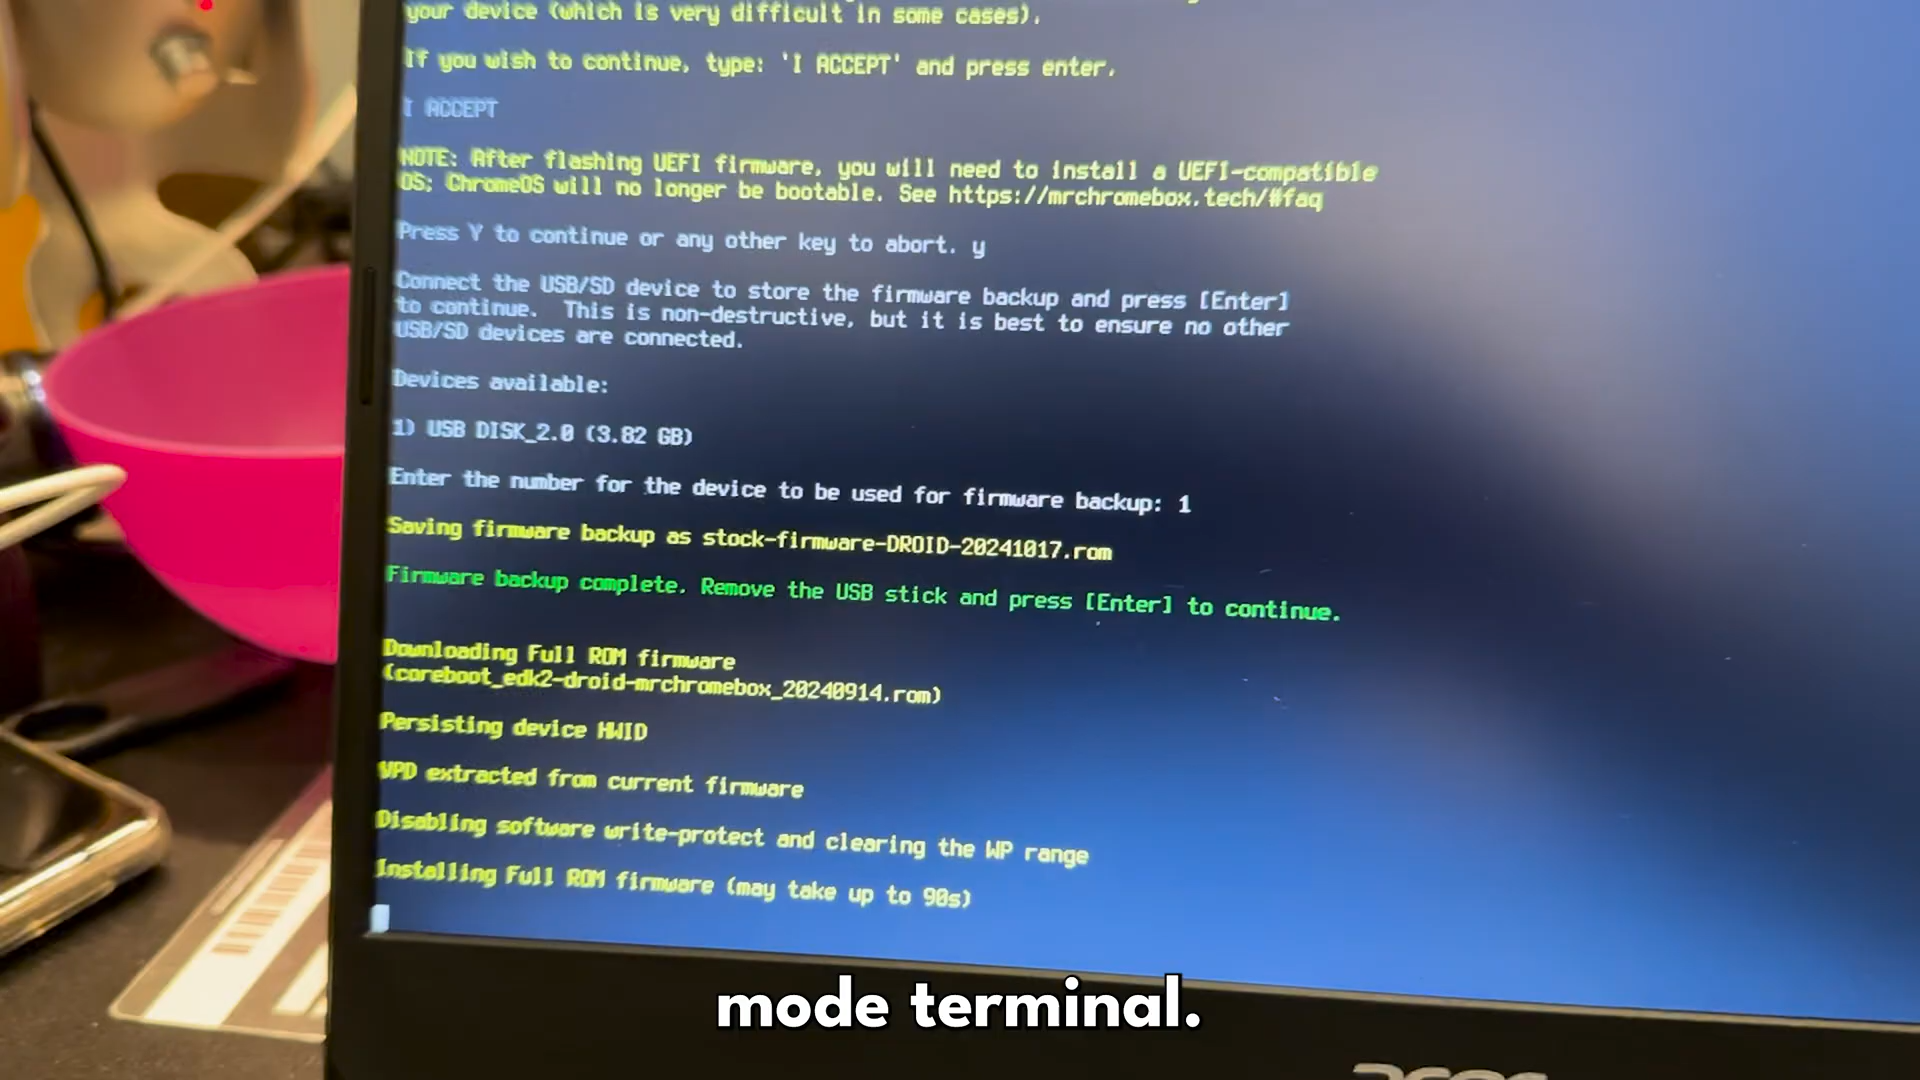 your device (which is very difficult in some cases).
If you wish to continue, type: 'I ACCEPT' and press enter.
I ACCEPT
NOTE: After flashing UEFI firmware, you will need to install a UEFI-compatible
OS; ChromeOS will no longer be bootable. See https://mrchromebox.tech/#faq
Press Y to continue or any other key to abort. y
Connect the USB/SD device to store the firmware backup and press [Enter]
to continue. This is non-destructive, but it is best to ensure no other
USB/SD devices are connected.
Devices available:
1) USB DISK_2.0 (3.82 GB)
Enter the number for the device to be used for firmware backup: 1
Saving firmware backup as stock-firmware-DROID-20241017.rom
Firmware backup complete. Remove the USB stick and press [Enter] to continue.
Downloading Full ROM firmware
(coreboot_edk2-droid-mrchromebox_20240914.rom)
Persisting device HWID
VPD extracted from current firmware
Disabling software write-protect and clearing the WP range
Installing Full ROM firmware (may take up to 90s)
mode terminal.
acer